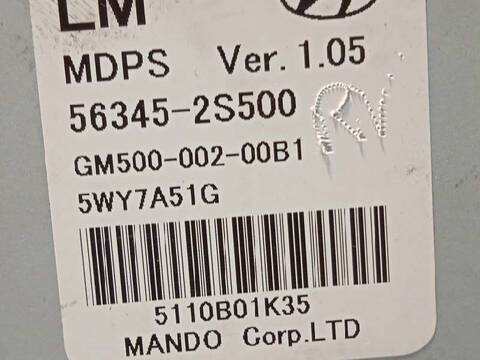 LM
MDPS Ver. 1.05
56345-2S500
GM500-002-00B1
5WY7A51G
5110B01K35
MANDO Corp.LTD